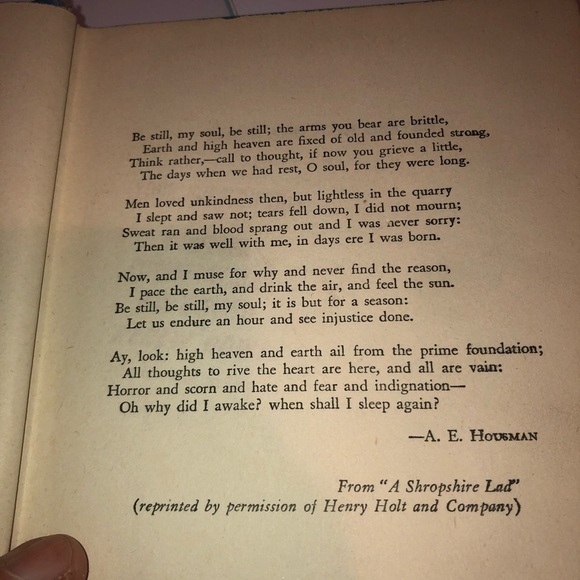 Be still, my soul, be still; the arms you bear are brittle,
Earth and high heaven are fixed of old and founded strong,
Think rather,—call to thought, if now you grieve a little,
The days when we had rest, O soul, for they were long.
Men loved unkindness then, but lightless in the quarry
I slept and saw not; tears fell down, I did not mourn;
Sweat ran and blood sprang out and I was never sorry:
Then it was well with me, in days ere I was born.
Now, and I muse for why and never find the reason,
I pace the earth, and drink the air, and feel the sun.
Be still, be still, my soul; it is but for a season:
Let us endure an hour and see injustice done.
Ay, look: high heaven and earth ail from the prime foundation;
All thoughts to rive the heart are here, and all are vain:
Horror and scorn and hate and fear and indignation—
Oh why did I awake? when shall I sleep again?
—A. E. Housman
From "A Shropshire Lad"
(reprinted by permission of Henry Holt and Company)